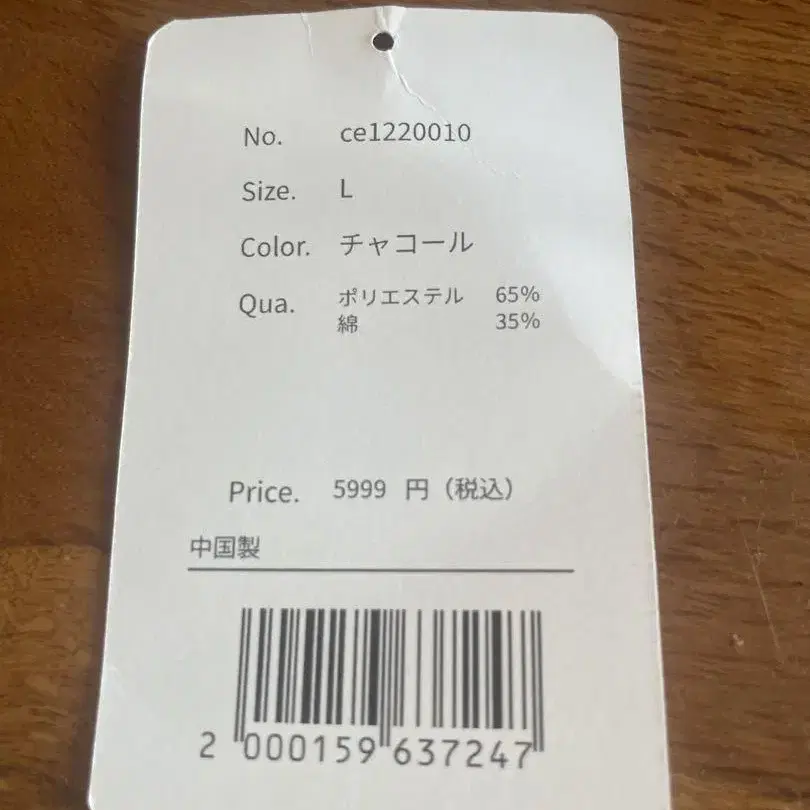 No. ce1220010
Size. L
Color. チャコール
Qua. ポリエステル 65%
綿 35%
Price. 5999 円（税込）
中国製
2 000159 637247